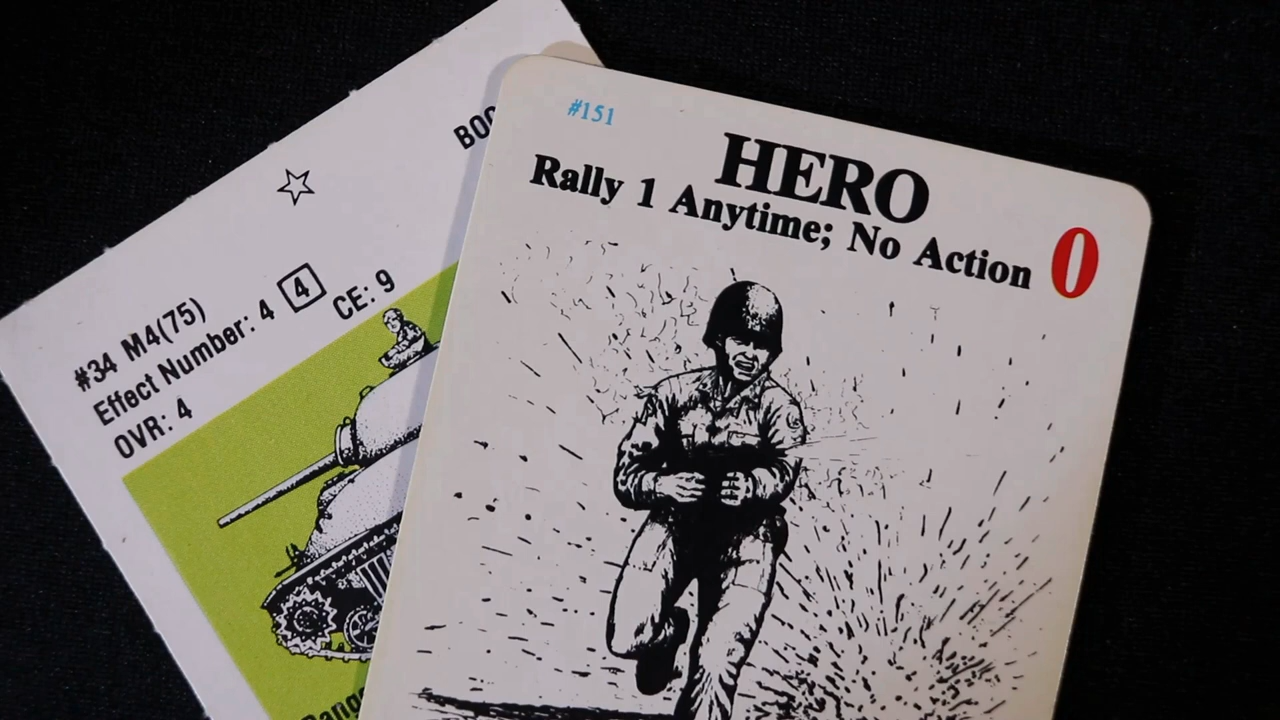 #151
HERO
Rally 1 Anytime; No Action
0
#34 M4(75)
Effect Number: 4 4
CE: 9
OVR: 4